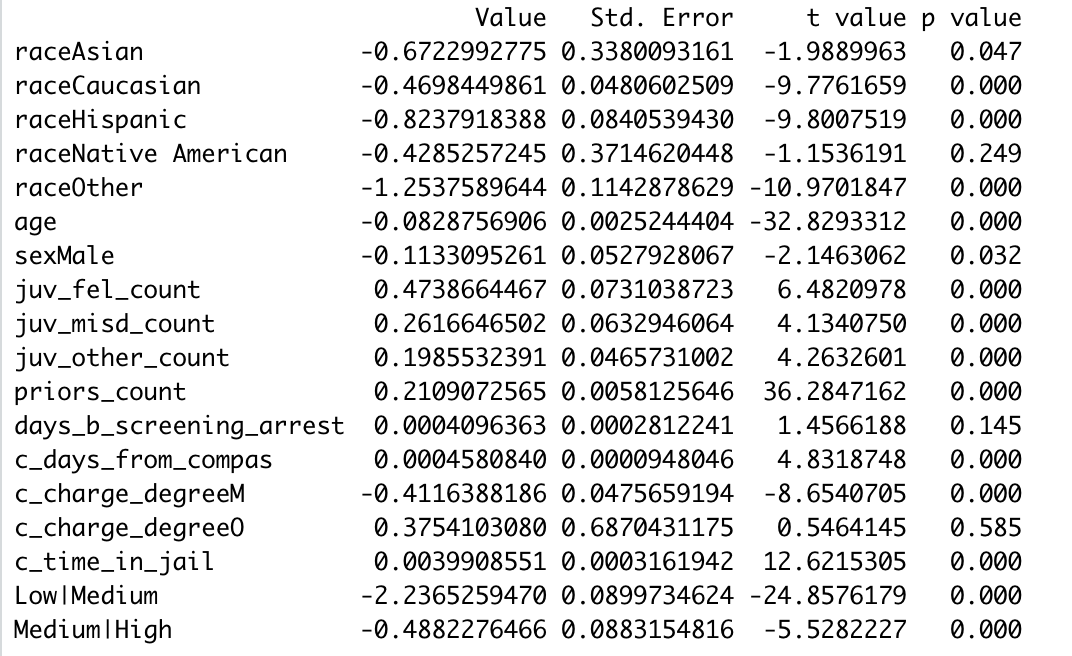 Value Std. Error t value p value
raceAsian -0.6722992775 0.3380093161 -1.9889963 0.047
raceCaucasian -0.4698449861 0.0480602509 -9.7761659 0.000
raceHispanic -0.8237918388 0.0840539430 -9.8007519 0.000
raceNative American -0.4285257245 0.3714620448 -1.1536191 0.249
raceOther -1.2537589644 0.1142878629 -10.9701847 0.000
age -0.0828756906 0.0025244404 -32.8293312 0.000
sexMale -0.1133095261 0.0527928067 -2.1463062 0.032
juv_fel_count 0.4738664467 0.0731038723 6.4820978 0.000
juv_misd_count 0.2616646502 0.0632946064 4.1340750 0.000
juv_other_count 0.1985532391 0.0465731002 4.2632601 0.000
priors_count 0.2109072565 0.0058125646 36.2847162 0.000
days_b_screening_arrest 0.0004096363 0.0002812241 1.4566188 0.145
c_days_from_compas 0.0004580840 0.0000948046 4.8318748 0.000
c_charge_degreeM -0.4116388186 0.0475659194 -8.6540705 0.000
c_charge_degreeO 0.3754103080 0.6870431175 0.5464145 0.585
c_time_in_jail 0.0039908551 0.0003161942 12.6215305 0.000
Low|Medium -2.2365259470 0.0899734624 -24.8576179 0.000
Medium|High -0.4882276466 0.0883154816 -5.5282227 0.000